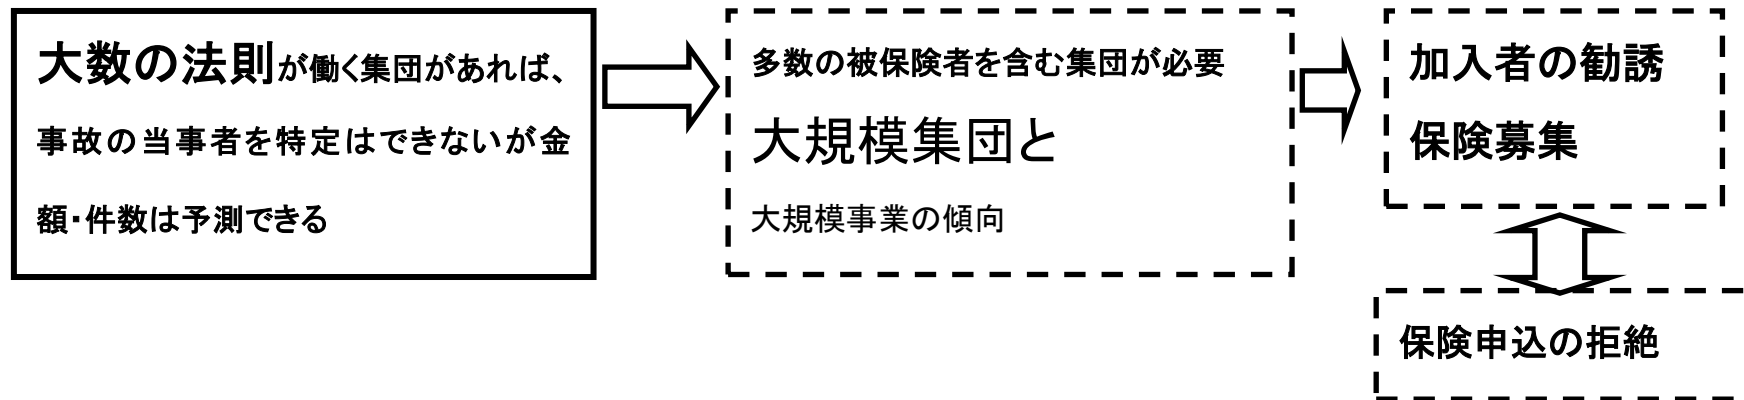 大数の法則が働く集団があれば、
事故の当事者を特定はできないが金
額・件数は予測できる
多数の被保険者を含む集団が必要
大規模集団と
大規模事業の傾向
加入者の勧誘
保険募集
保険申込の拒絶